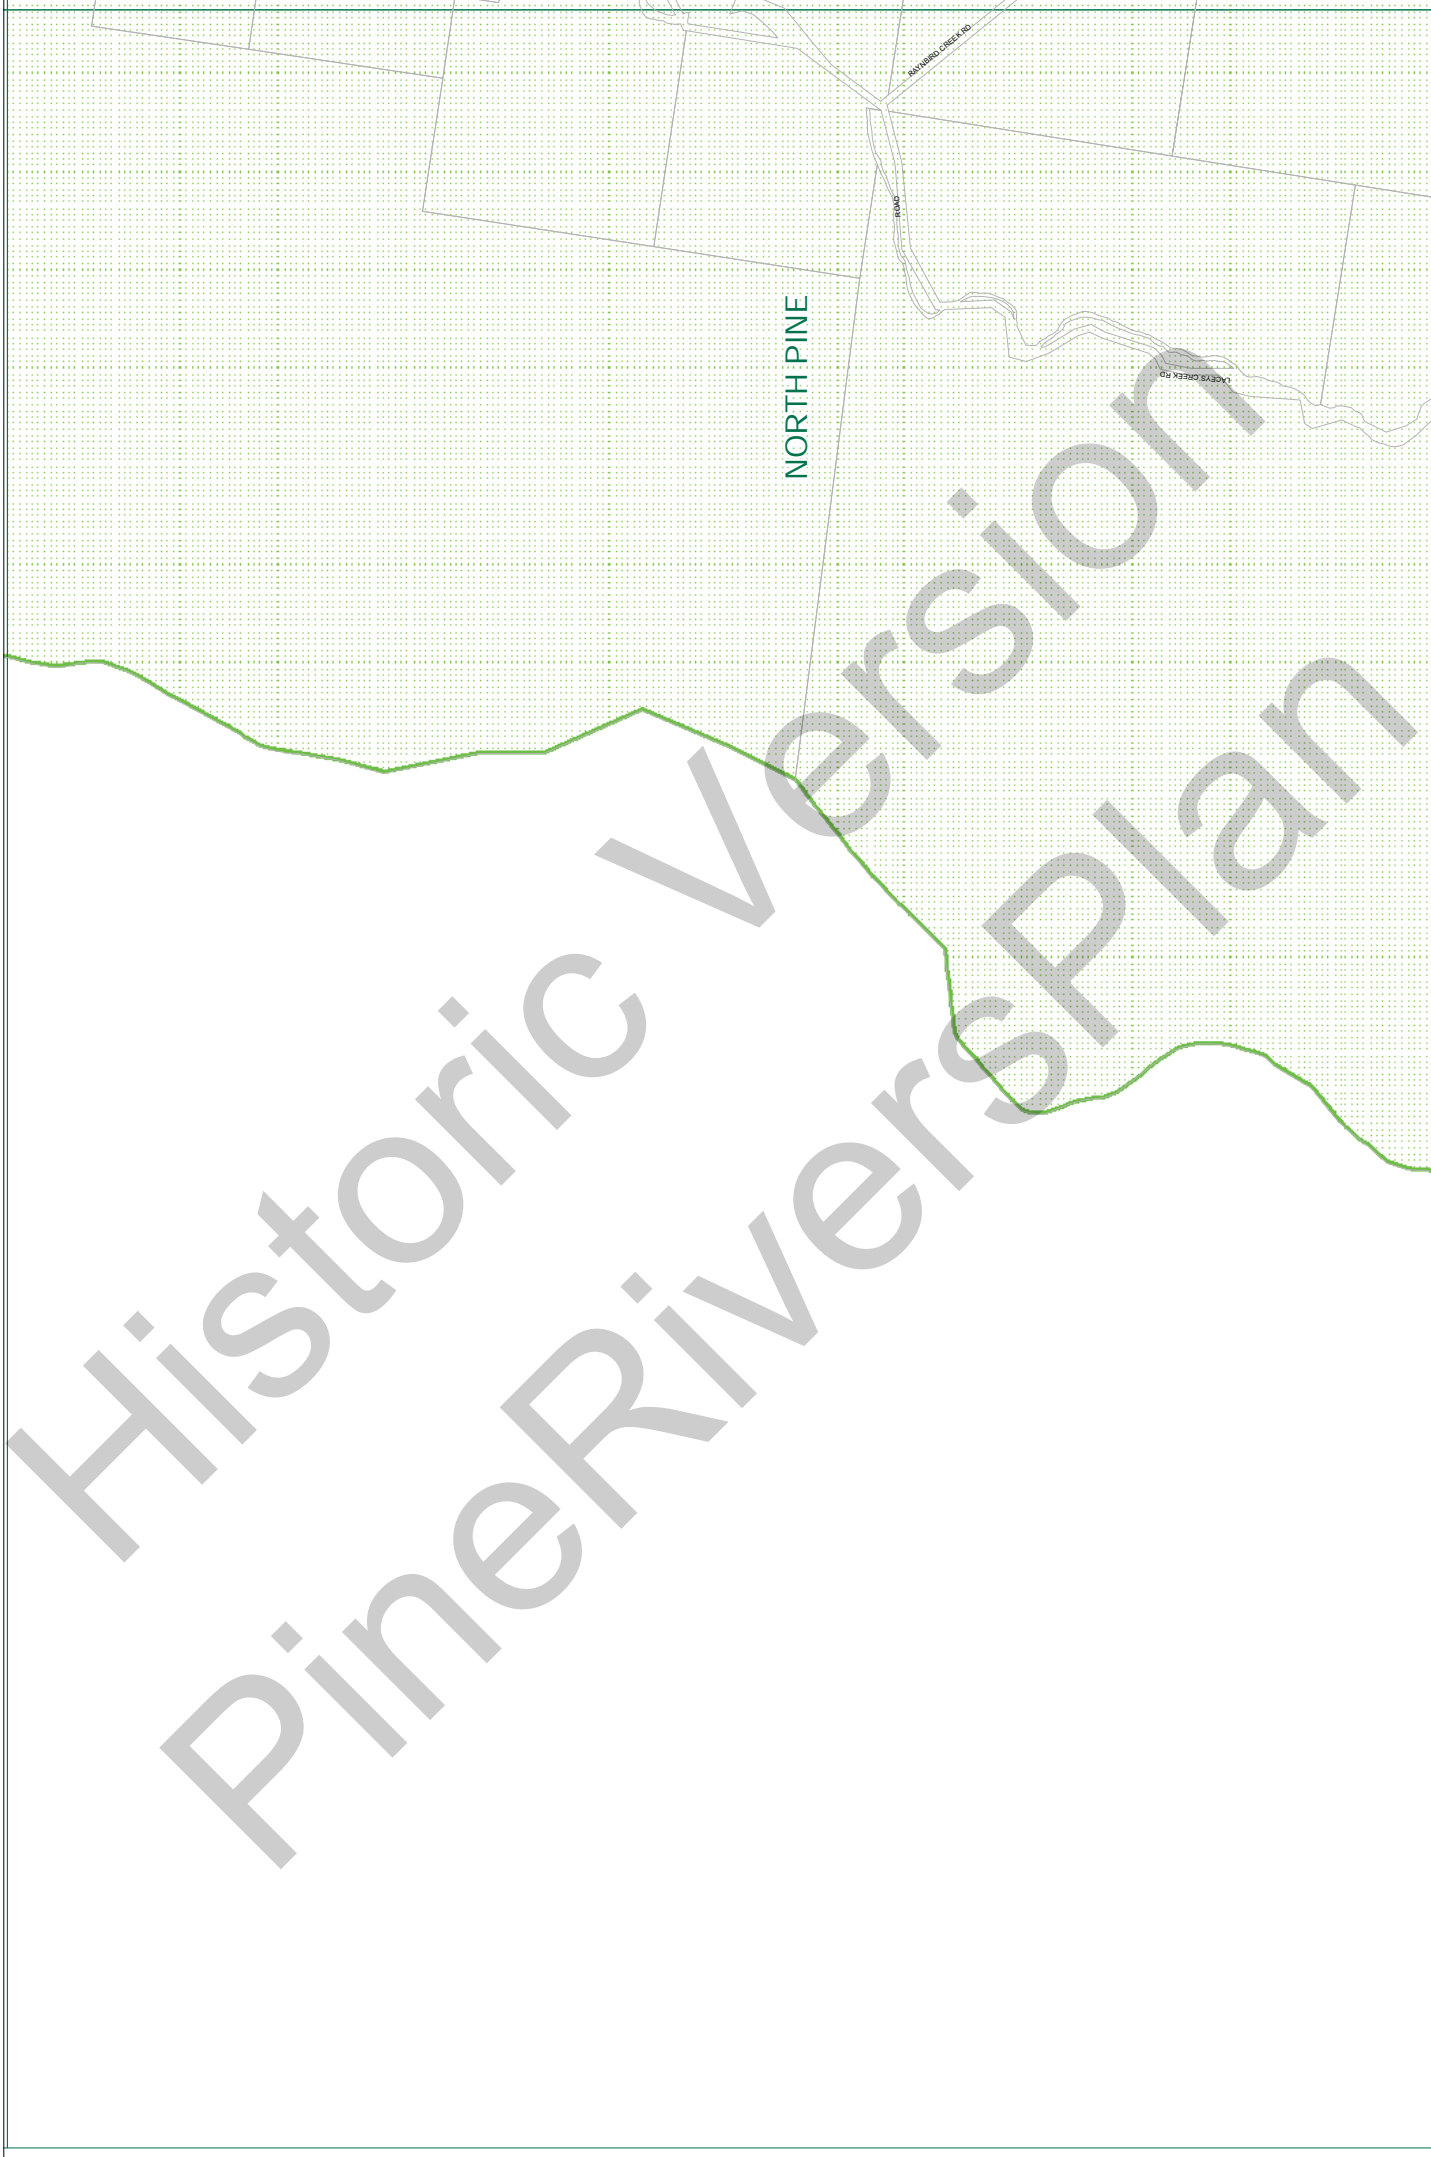 RAYNBIRD CREEK RD
ROAD
NORTH PINE
LACEYS CREEK RD
Historic Version
PineRiversPlan